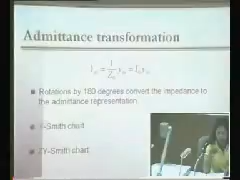 Admittance transformation
Rotations by 180 degrees convert the impedance to
the admittance representation.
Y-Smith chart
ZY-Smith chart